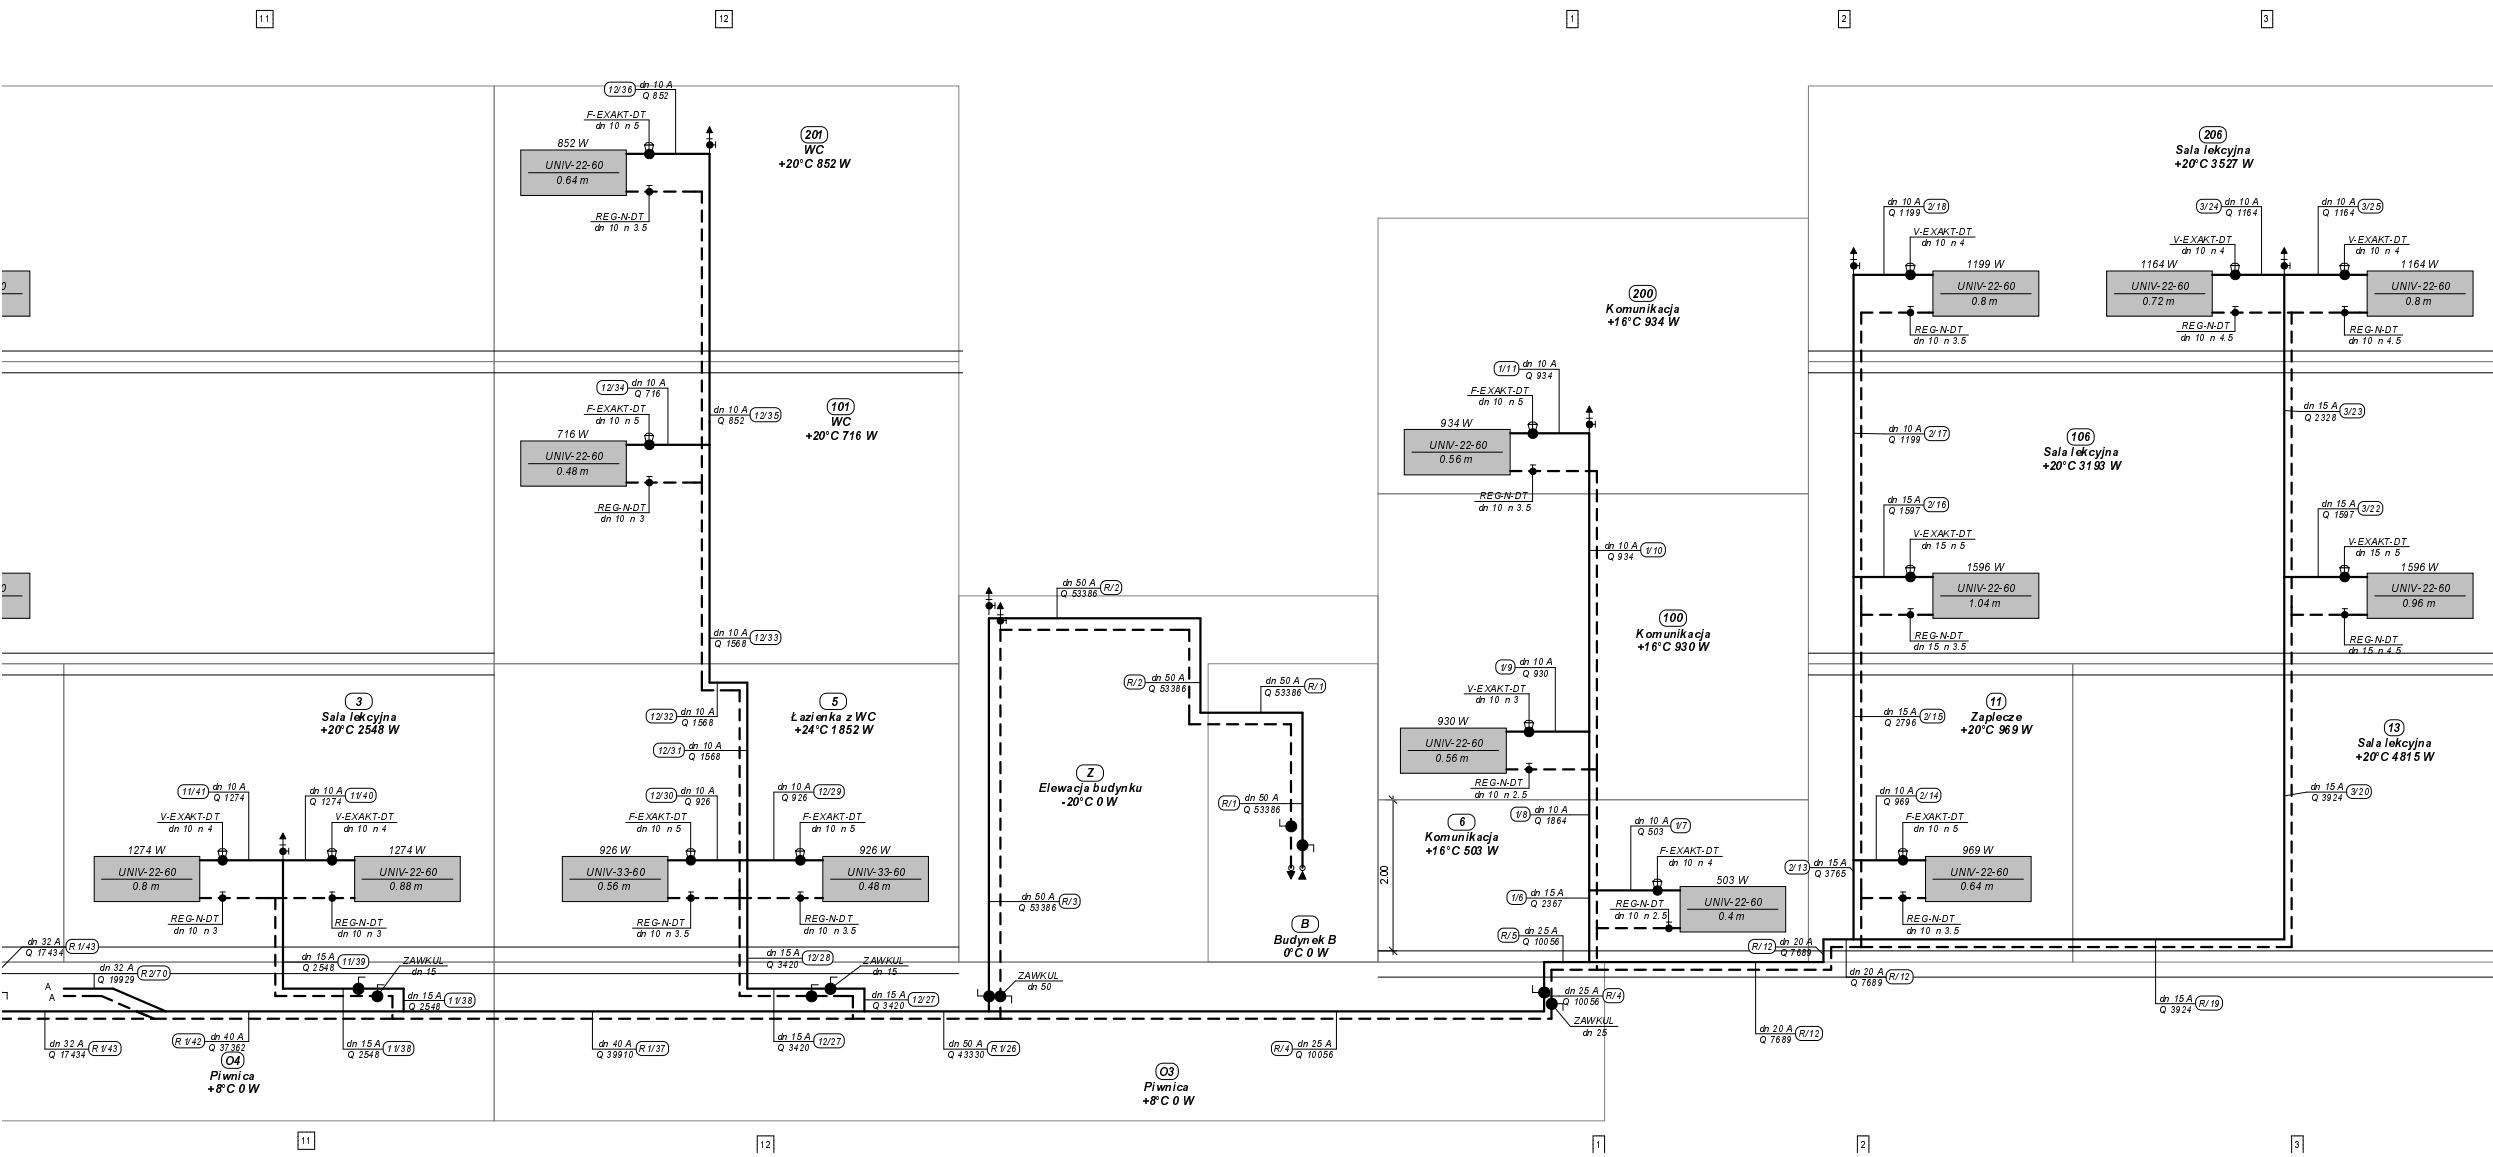 11
12
1
2
3
12/36
dn 10 A
Q 852
F-EXAKT-DT
dn 10 n 5
852 W
UNIV-22-60
0.64 m
REG-N-DT
dn 10 n 3.5
201
WC
+20°C 852 W
12/34
dn 10 A
Q 716
F-EXAKT-DT
dn 10 n 5
716 W
UNIV-22-60
0.48 m
REG-N-DT
dn 10 n 3
dn 10 A
Q 852
12/35
101
WC
+20°C 716 W
dn 10 A
Q 1568
12/33
12/32
dn 10 A
Q 1568
12/31
dn 10 A
Q 1568
3
Sala lekcyjna
+20°C 2548 W
11/41
dn 10 A
Q 1274
dn 10 A
Q 1274
11/40
V-EXAKT-DT
dn 10 n 4
V-EXAKT-DT
dn 10 n 4
1274 W
UNIV-22-60
0.8 m
1274 W
UNIV-22-60
0.88 m
REG-N-DT
dn 10 n 3
REG-N-DT
dn 10 n 3
dn 32 A
Q 17434
R 1/43
dn 32 A
Q 19929
R2/70
A
A
dn 15 A
Q 2548
11/39
ZAWKUL
dn 15
dn 15 A
Q 2548
11/38
dn 32 A
Q 17434
R 1/43
R 1/42
dn 40 A
Q 37362
dn 15 A
Q 2548
11/38
O4
Piwnica
+8°C 0 W
5
Łazienka z WC
+24°C 1852 W
12/30
dn 10 A
Q 926
dn 10 A
Q 926
12/29
F-EXAKT-DT
dn 10 n 5
F-EXAKT-DT
dn 10 n 5
926 W
UNIV-33-60
0.56 m
926 W
UNIV-33-60
0.48 m
REG-N-DT
dn 10 n 3.5
REG-N-DT
dn 10 n 3.5
dn 15 A
Q 3420
12/28
ZAWKUL
dn 15
dn 15 A
Q 3420
12/27
dn 40 A
Q 39910
R 1/37
dn 15 A
Q 3420
12/27
dn 50 A
Q 43330
R 1/26
dn 50 A
Q 53386
R/2
R/2
dn 50 A
Q 53386
dn 50 A
Q 53386
R/1
R/1
dn 50 A
Q 53386
Z
Elewacja budynku
-20°C 0 W
dn 50 A
Q 53386
R/3
B
Budynek B
0°C 0 W
ZAWKUL
dn 50
R/4
dn 25 A
Q 10056
O3
Piwnica
+8°C 0 W
200
Komunikacja
+16°C 934 W
1/11
dn 10 A
Q 934
F-EXAKT-DT
dn 10 n 5
934 W
UNIV-22-60
0.56 m
REG-N-DT
dn 10 n 3.5
dn 10 A
Q 934
1/10
100
Komunikacja
+16°C 930 W
1/9
dn 10 A
Q 930
V-EXAKT-DT
dn 10 n 3
930 W
UNIV-22-60
0.56 m
REG-N-DT
dn 10 n 2.5
1/8
dn 10 A
Q 1864
6
Komunikacja
+16°C 503 W
2.00
dn 10 A
Q 503
1/7
F-EXAKT-DT
dn 10 n 4
503 W
UNIV-22-60
0.4 m
REG-N-DT
dn 10 n 2.5
1/6
dn 15 A
Q 2367
R/5
dn 25 A
Q 10056
dn 25 A
Q 10056
R/4
ZAWKUL
dn 25
R/12
dn 20 A
Q 7689
dn 20 A
Q 7689
R/12
dn 20 A
Q 7689
R/12
dn 15 A
Q 3924
R/19
206
Sala lekcyjna
+20°C 3527 W
dn 10 A
Q 1199
2/18
V-EXAKT-DT
dn 10 n 4
1199 W
UNIV-22-60
0.8 m
REG-N-DT
dn 10 n 3.5
3/24
dn 10 A
Q 1164
dn 10 A
Q 1164
3/25
V-EXAKT-DT
dn 10 n 4
V-EXAKT-DT
dn 10 n 4
1164 W
UNIV-22-60
0.72 m
1164 W
UNIV-22-60
0.8 m
REG-N-DT
dn 10 n 4.5
REG-N-DT
dn 10 n 4.5
dn 10 A
Q 1199
2/17
dn 15 A
Q 2328
3/23
106
Sala lekcyjna
+20°C 3193 W
dn 15 A
Q 1597
2/16
V-EXAKT-DT
dn 15 n 5
1596 W
UNIV-22-60
1.04 m
REG-N-DT
dn 15 n 3.5
dn 15 A
Q 1597
3/22
V-EXAKT-DT
dn 15 n 5
1596 W
UNIV-22-60
0.96 m
REG-N-DT
dn 15 n 4.5
dn 15 A
Q 2796
2/15
11
Zaplecze
+20°C 969 W
13
Sala lekcyjna
+20°C 4815 W
dn 10 A
Q 969
2/14
dn 15 A
Q 3924
3/20
F-EXAKT-DT
dn 10 n 5
969 W
UNIV-22-60
0.64 m
REG-N-DT
dn 10 n 3.5
2/13
dn 15 A
Q 3765
11
12
1
2
3